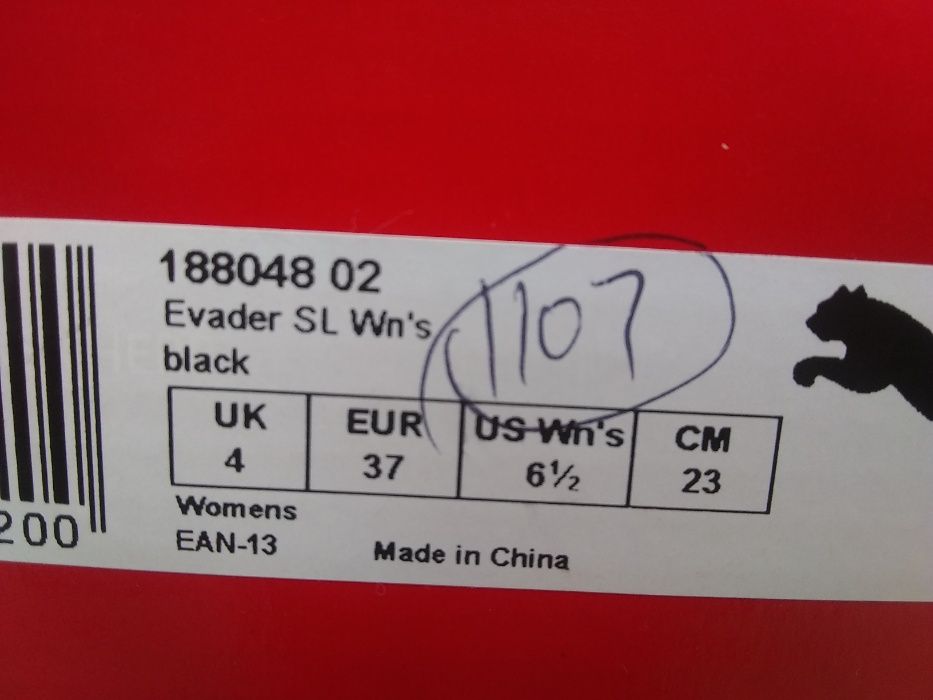 188048 02
Evader SL Wn's
black
1107
UK EUR US Wn's CM
4 37 6½ 23
Womens
EAN-13
Made in China
200